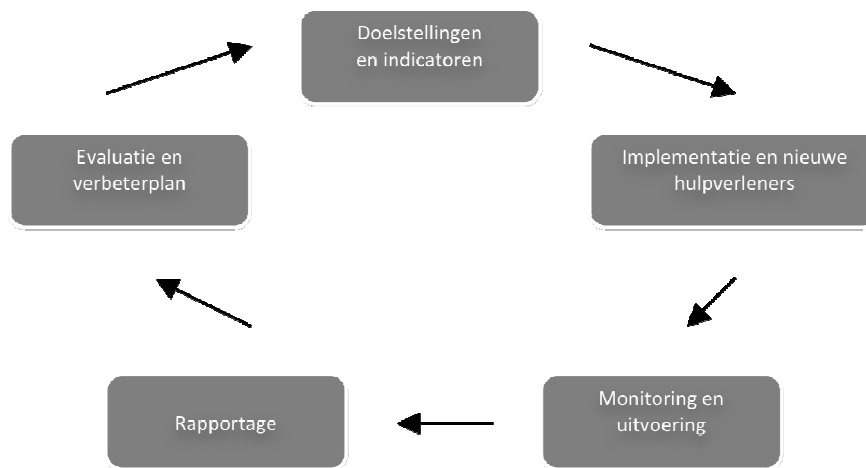 Doelstellingen
en indicatoren
Implementatie en nieuwe
hulpverleners
Monitoring en
uitvoering
Rapportage
Evaluatie en
verbeterplan